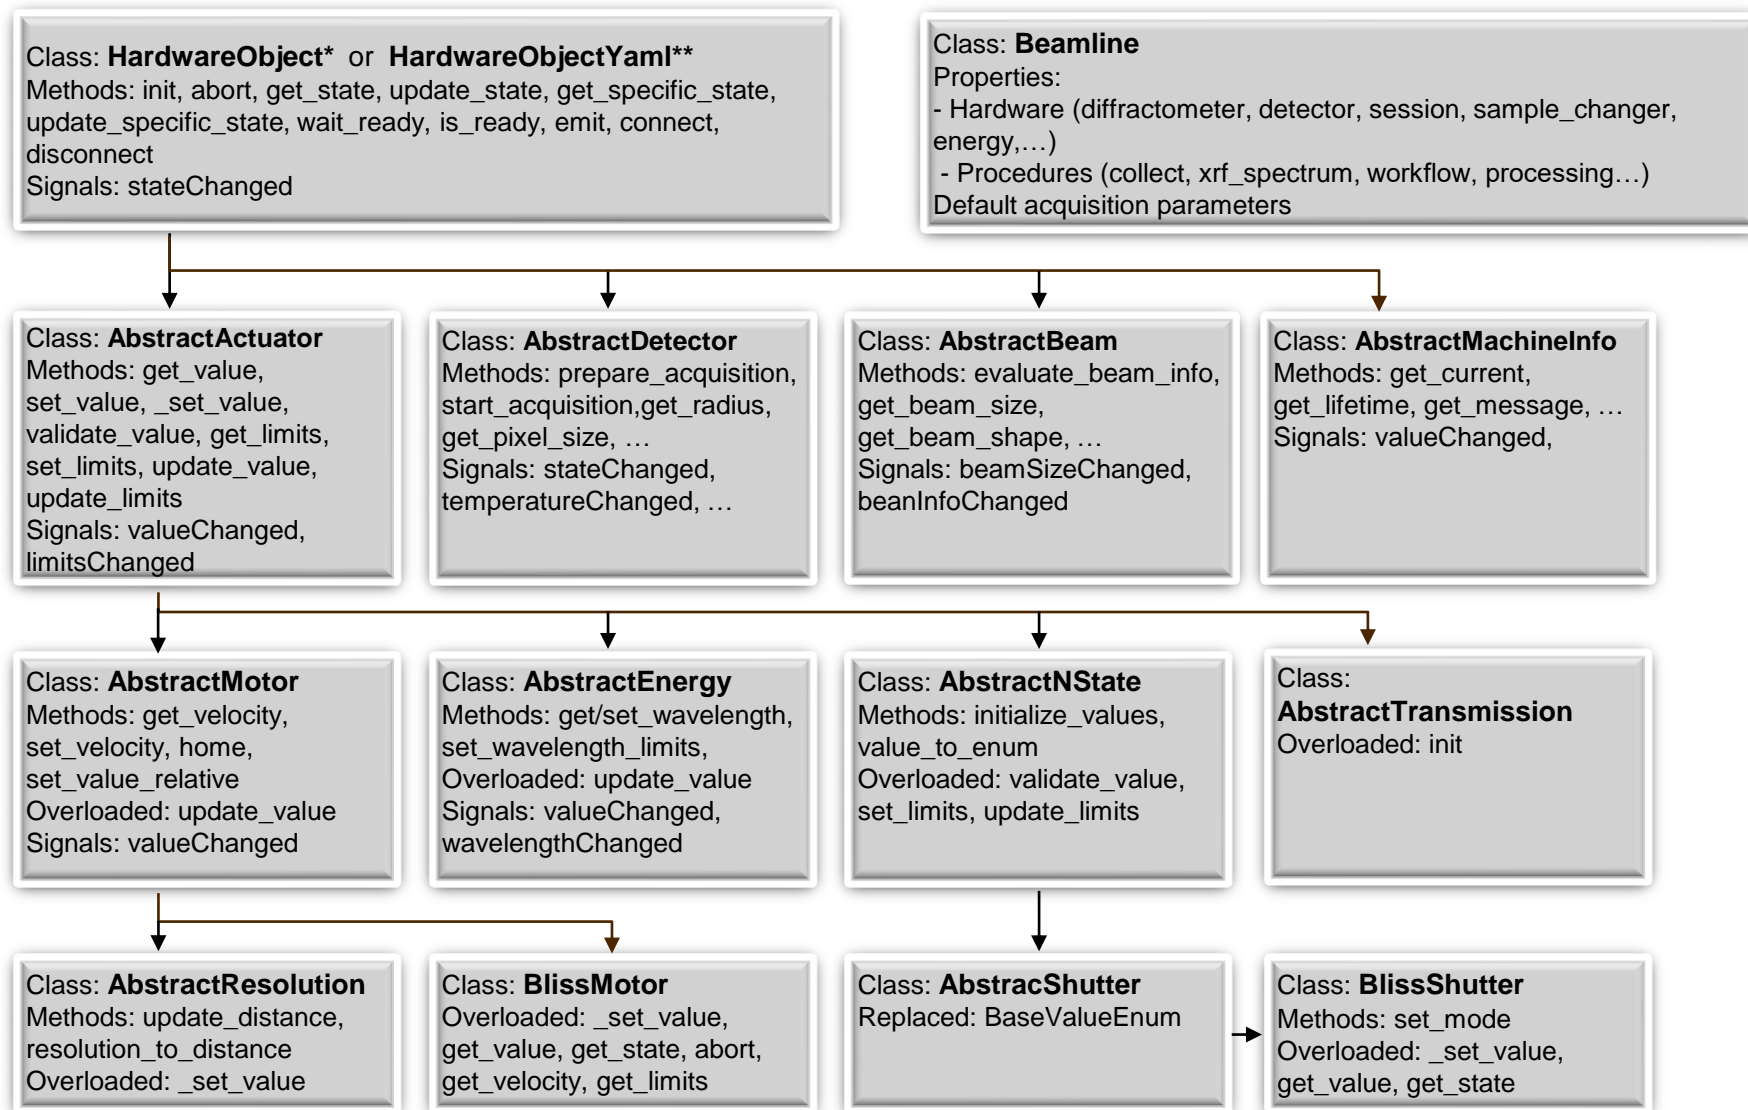 Class: HardwareObject* or HardwareObjectYaml**
Methods: init, abort, get_state, update_state, get_specific_state,
update_specific_state, wait_ready, is_ready, emit, connect,
disconnect
Signals: stateChanged
Class: Beamline
Properties:
- Hardware (diffractometer, detector, session, sample_changer,
energy,…)
- Procedures (collect, xrf_spectrum, workflow, processing…)
Default acquisition parameters
Class: AbstractActuator
Methods: get_value,
set_value, _set_value,
validate_value, get_limits,
set_limits, update_value,
update_limits
Signals: valueChanged,
limitsChanged
Class: AbstractDetector
Methods: prepare_acquisition,
start_acquisition,get_radius,
get_pixel_size, …
Signals: stateChanged,
temperatureChanged, …
Class: AbstractBeam
Methods: evaluate_beam_info,
get_beam_size,
get_beam_shape, …
Signals: beamSizeChanged,
beanInfoChanged
Class: AbstractMachineInfo
Methods: get_current,
get_lifetime, get_message, …
Signals: valueChanged,
Class: AbstractMotor
Methods: get_velocity,
set_velocity, home,
set_value_relative
Overloaded: update_value
Signals: valueChanged
Class: AbstractEnergy
Methods: get/set_wavelength,
set_wavelength_limits,
Overloaded: update_value
Signals: valueChanged,
wavelengthChanged
Class: AbstractNState
Methods: initialize_values,
value_to_enum
Overloaded: validate_value,
set_limits, update_limits
Class:
AbstractTransmission
Overloaded: init
Class: AbstractResolution
Methods: update_distance,
resolution_to_distance
Overloaded: _set_value
Class: BlissMotor
Overloaded: _set_value,
get_value, get_state, abort,
get_velocity, get_limits
Class: AbstracShutter
Replaced: BaseValueEnum
Class: BlissShutter
Methods: set_mode
Overloaded: _set_value,
get_value, get_state